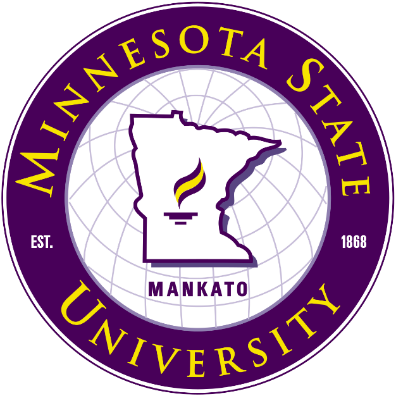 MINNESOTA STATE
EST.
1868
MANKATO
UNIVERSITY